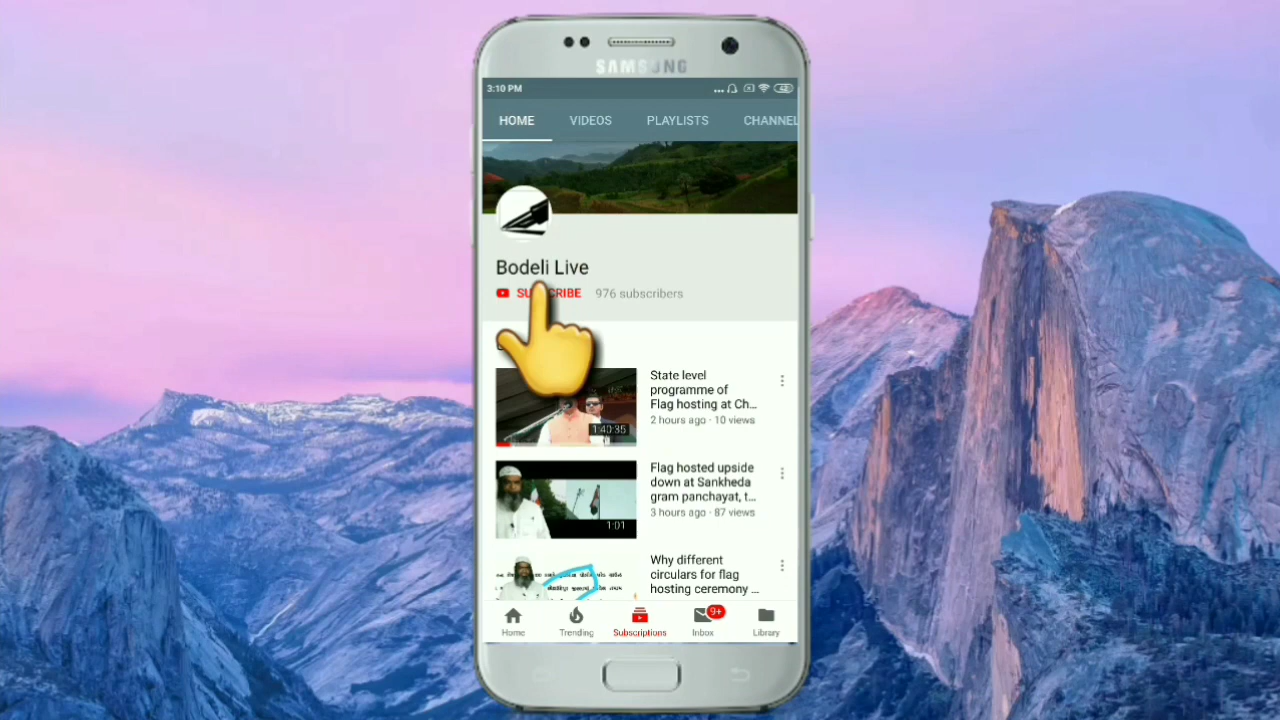 SAMSUNG
3:10 PM
HOME VIDEOS PLAYLISTS CHANNEL
Bodeli Live
SUBSCRIBE 976 subscribers
State level
programme of
Flag hosting at Ch...
2 hours ago · 10 views
1:40:35
Flag hosted upside
down at Sankheda
gram panchayat, t...
3 hours ago · 87 views
1:01
Why different
circulars for flag
hosting ceremony ...
9+
Home Trending Subscriptions Inbox Library